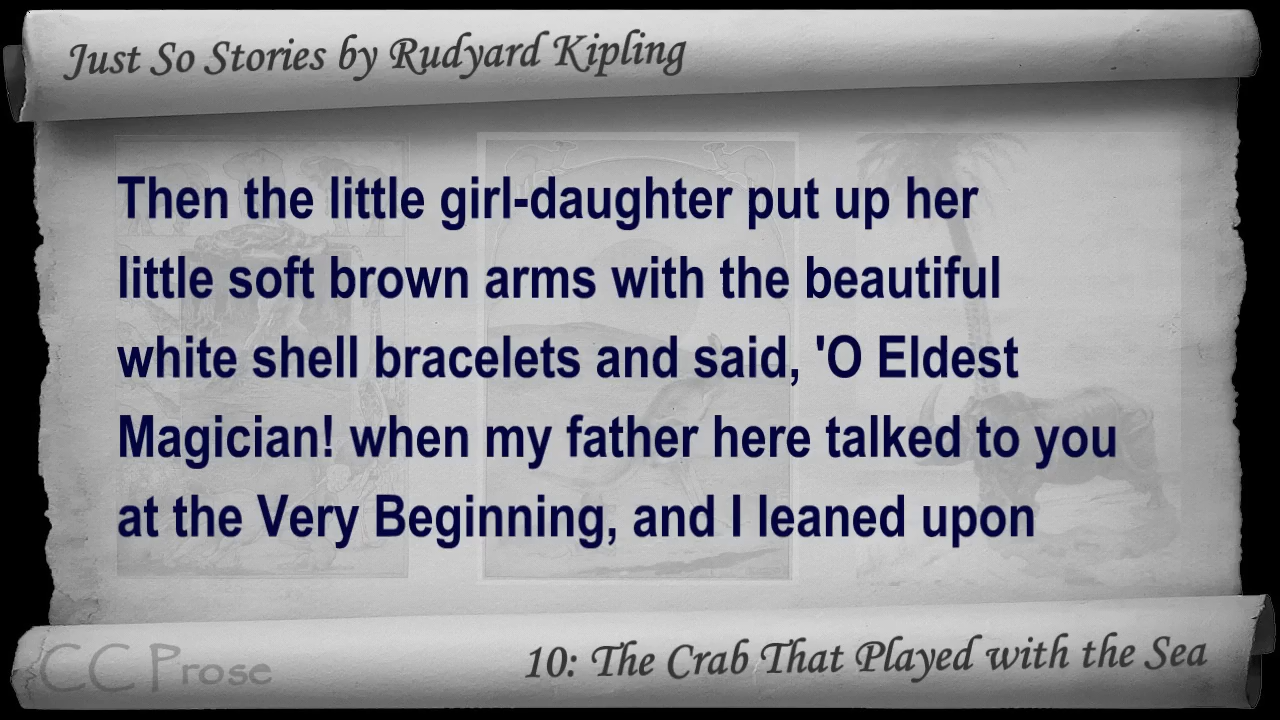 Just So Stories by Rudyard Kipling
Then the little girl-daughter put up her
little soft brown arms with the beautiful
white shell bracelets and said, 'O Eldest
Magician! when my father here talked to you
at the Very Beginning, and I leaned upon
CC Prose
10: The Crab That Played with the Sea